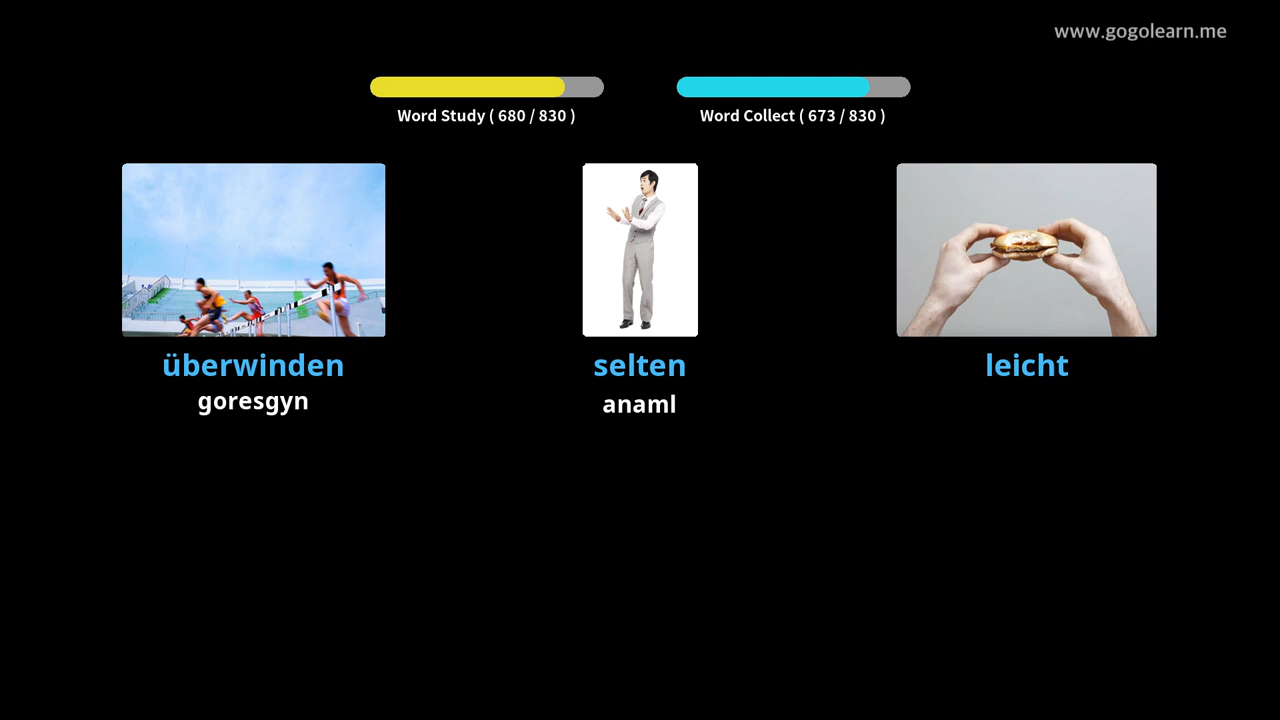 www.gogolearn.me
Word Study ( 680 / 830 )
Word Collect ( 673 / 830 )
überwinden
goresgyn
selten
anaml
leicht